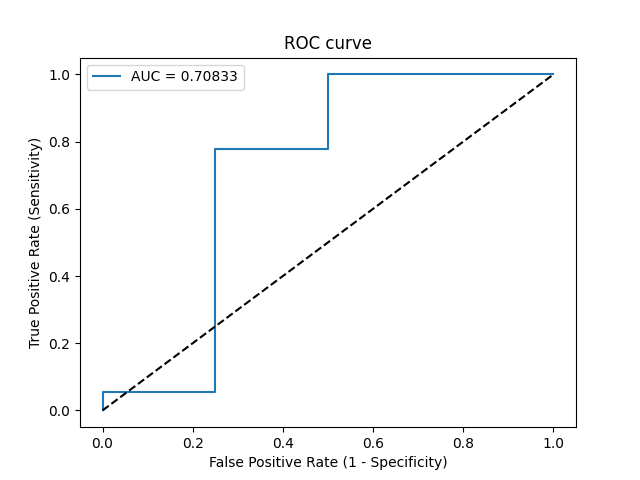 ROC curve
AUC = 0.70833
1.0
0.8
0.6
0.4
0.2
0.0
True Positive Rate (Sensitivity)
0.0 0.2 0.4 0.6 0.8 1.0
False Positive Rate (1 - Specificity)